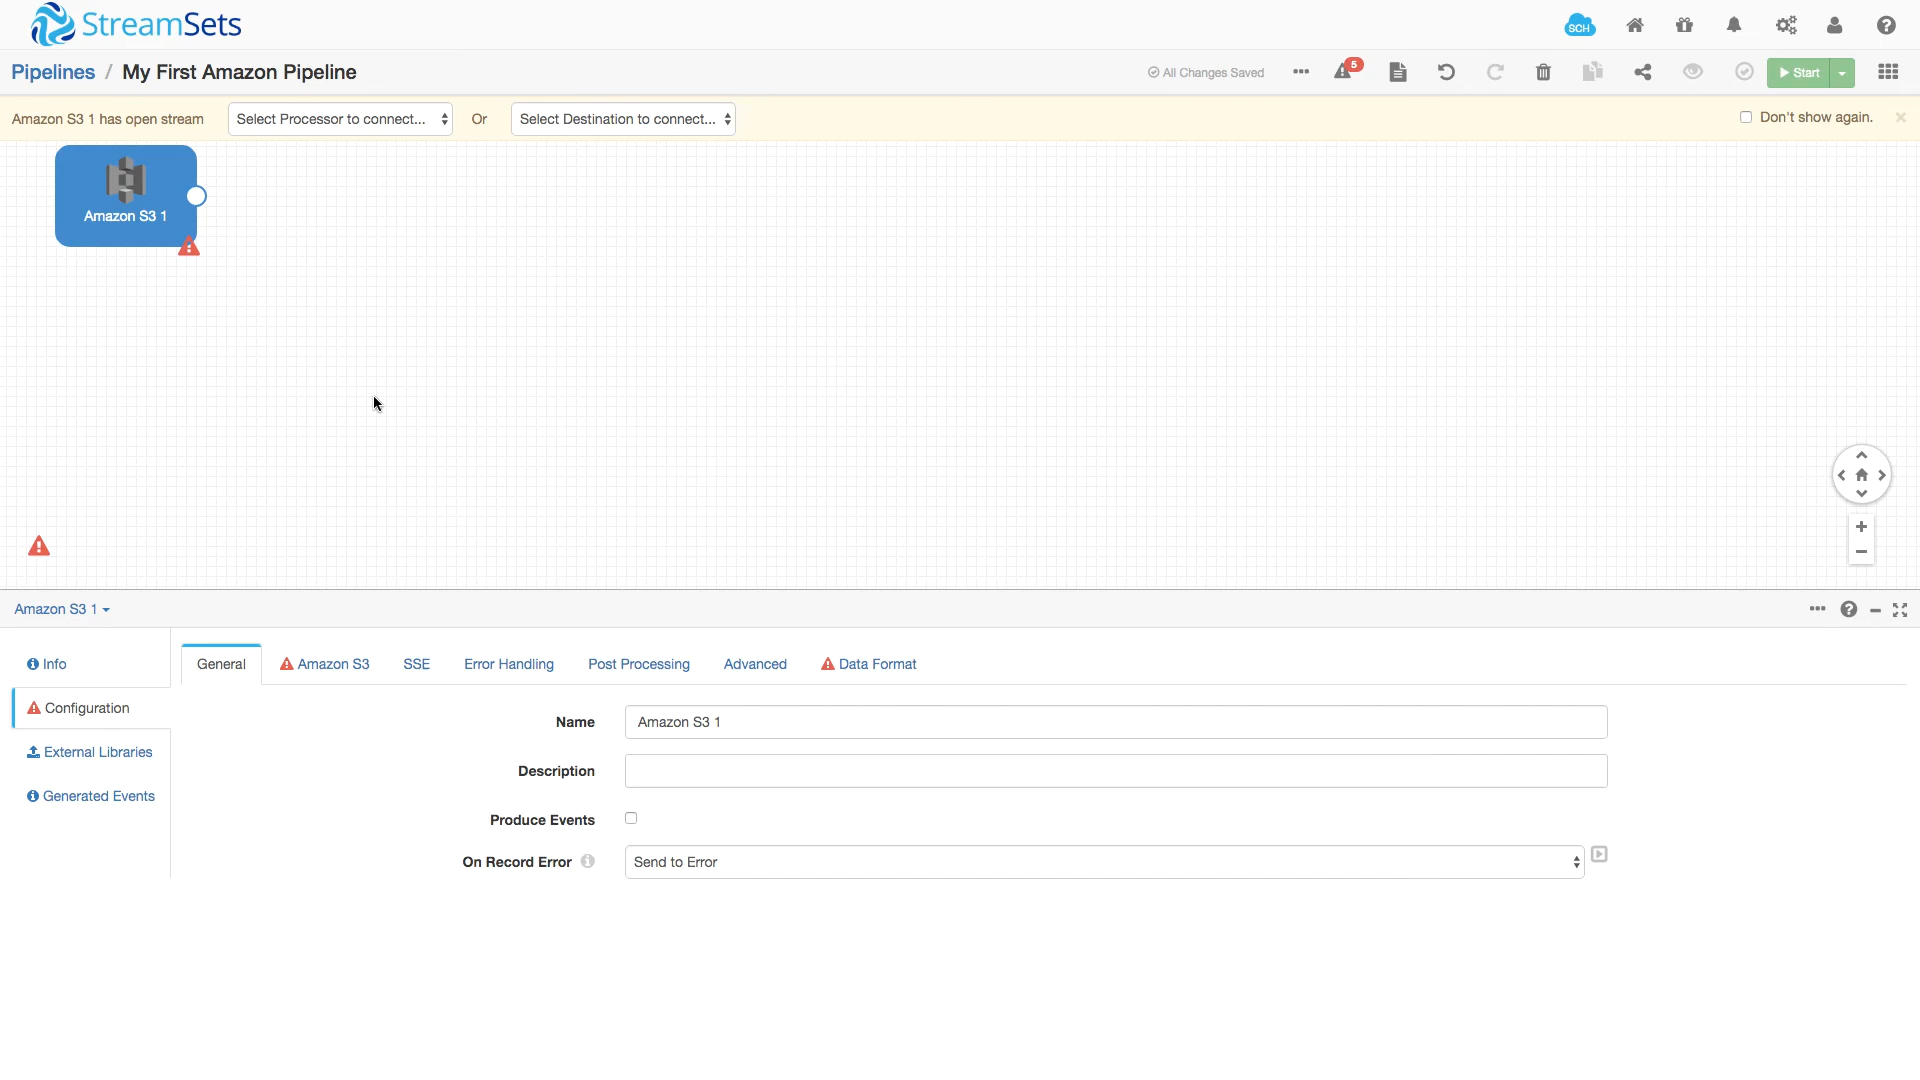 StreamSets
SCH
Pipelines / My First Amazon Pipeline
All Changes Saved
5
Start
Amazon S3 1 has open stream
Select Processor to connect...
Or
Select Destination to connect...
Don't show again.
Amazon S3 1
Amazon S3 1
Info
Configuration
External Libraries
Generated Events
General
Amazon S3
SSE
Error Handling
Post Processing
Advanced
Data Format
Name
Amazon S3 1
Description
Produce Events
On Record Error
Send to Error